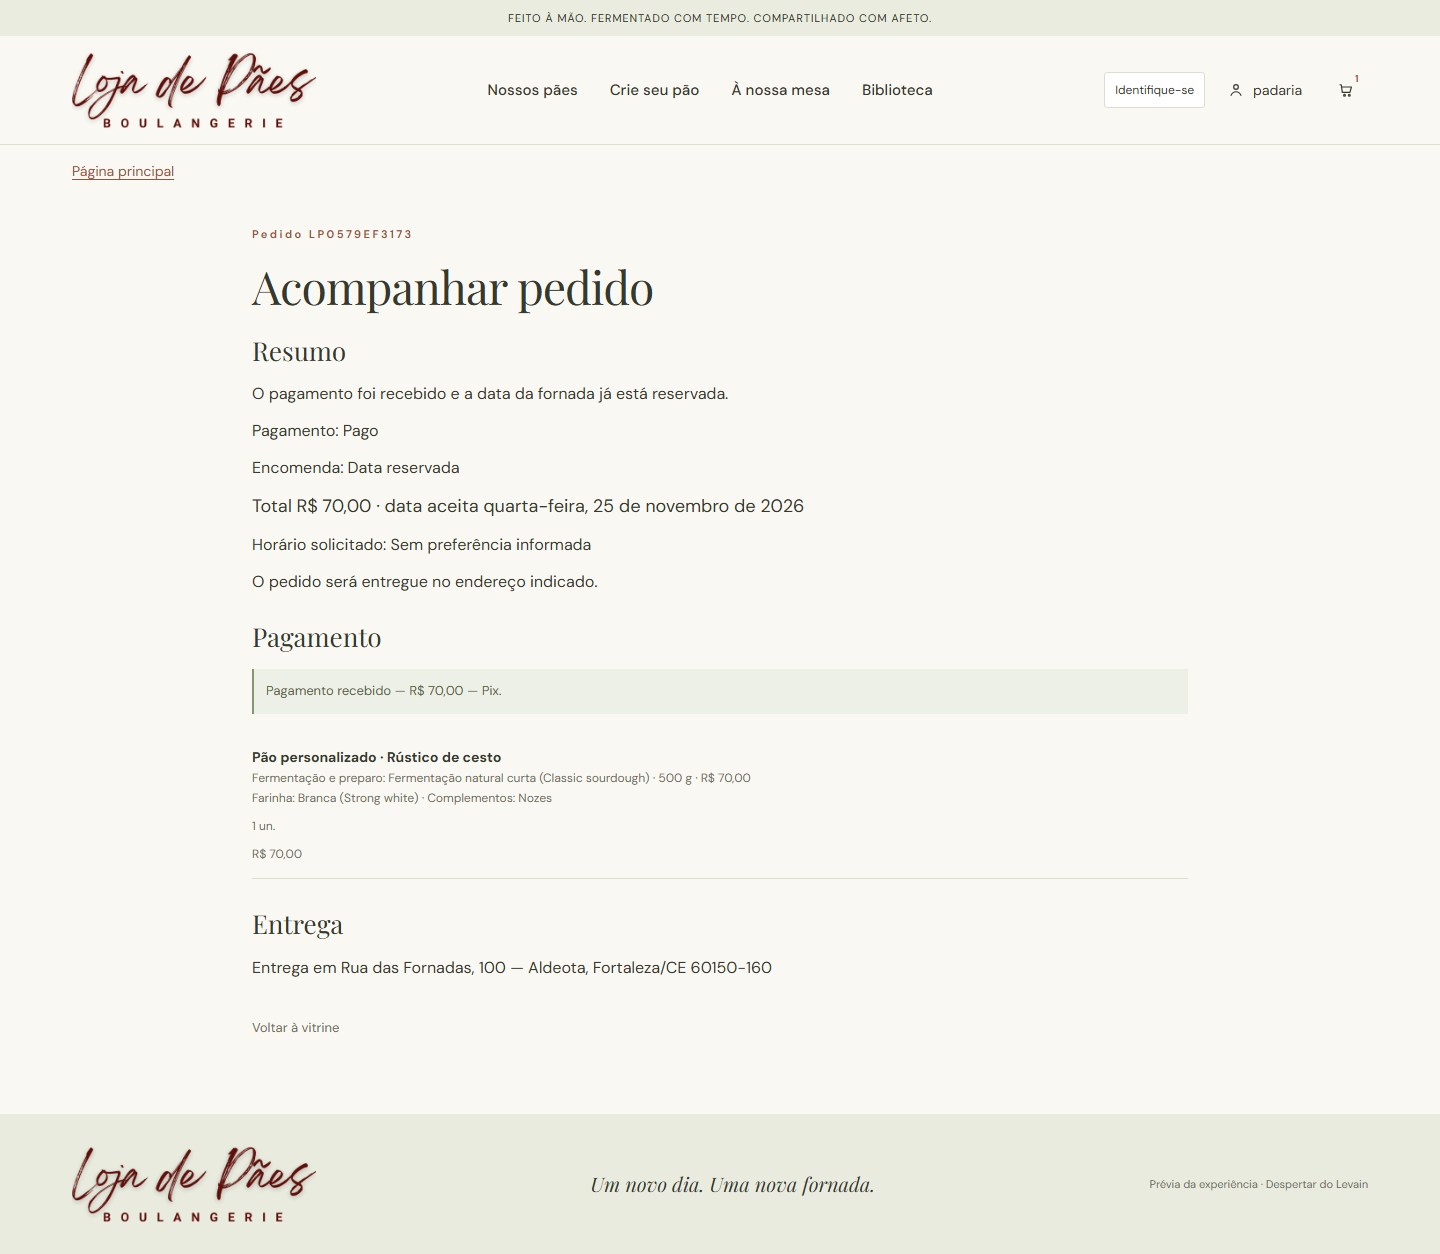 FEITO À MÃO. FERMENTADO COM TEMPO. COMPARTILHADO COM AFETO.
Loja de Pães
BOULANGERIE
Nossos pães
Crie seu pão
À nossa mesa
Biblioteca
Identifique-se
padaria
1
Página principal
Pedido LP0579EF3173
Acompanhar pedido
Resumo
O pagamento foi recebido e a data da fornada já está reservada.
Pagamento: Pago
Encomenda: Data reservada
Total R$ 70,00 · data aceita quarta-feira, 25 de novembro de 2026
Horário solicitado: Sem preferência informada
O pedido será entregue no endereço indicado.
Pagamento
Pagamento recebido — R$ 70,00 — Pix.
Pão personalizado · Rústico de cesto
Fermentação e preparo: Fermentação natural curta (Classic sourdough) · 500 g · R$ 70,00
Farinha: Branca (Strong white) · Complementos: Nozes
1 un.
R$ 70,00
Entrega
Entrega em Rua das Fornadas, 100 — Aldeota, Fortaleza/CE 60150-160
Voltar à vitrine
Loja de Pães
BOULANGERIE
Um novo dia. Uma nova fornada.
Prévia da experiência · Despertar do Levain